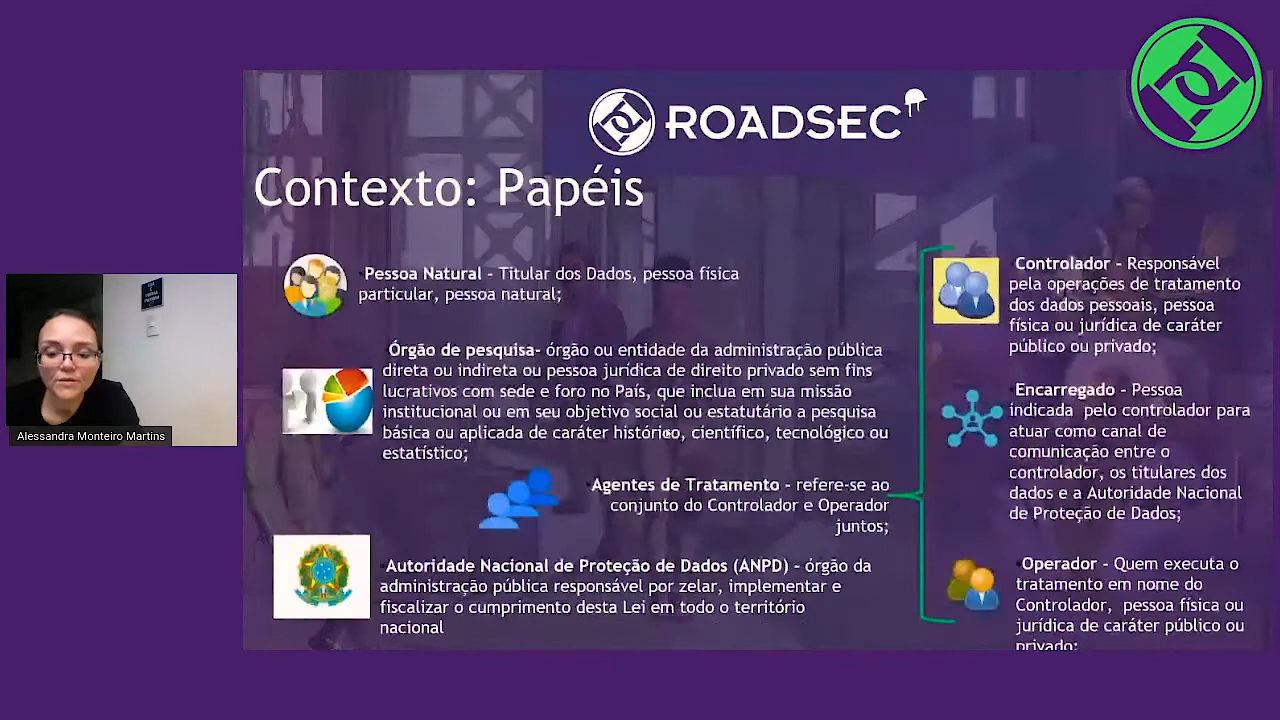 ROADSEC
Contexto: Papéis
Pessoa Natural - Titular dos Dados, pessoa física
particular, pessoa natural;
Órgão de pesquisa- órgão ou entidade da administração pública
direta ou indireta ou pessoa jurídica de direito privado sem fins
lucrativos com sede e foro no País, que inclua em sua missão
institucional ou em seu objetivo social ou estatutário a pesquisa
básica ou aplicada de caráter histórico, científico, tecnológico ou
estatístico;
Agentes de Tratamento - refere-se ao
conjunto do Controlador e Operador
juntos;
Autoridade Nacional de Proteção de Dados (ANPD) - órgão da
administração pública responsável por zelar, implementar e
fiscalizar o cumprimento desta Lei em todo o território
nacional
Controlador - Responsável
pela operações de tratamento
dos dados pessoais, pessoa
física ou jurídica de caráter
público ou privado;
Encarregado - Pessoa
indicada pelo controlador para
atuar como canal de
comunicação entre o
controlador, os titulares dos
dados e a Autoridade Nacional
de Proteção de Dados;
Operador - Quem executa o
tratamento em nome do
Controlador, pessoa física ou
jurídica de caráter público ou
privado;
Alessandra Monteiro Martins